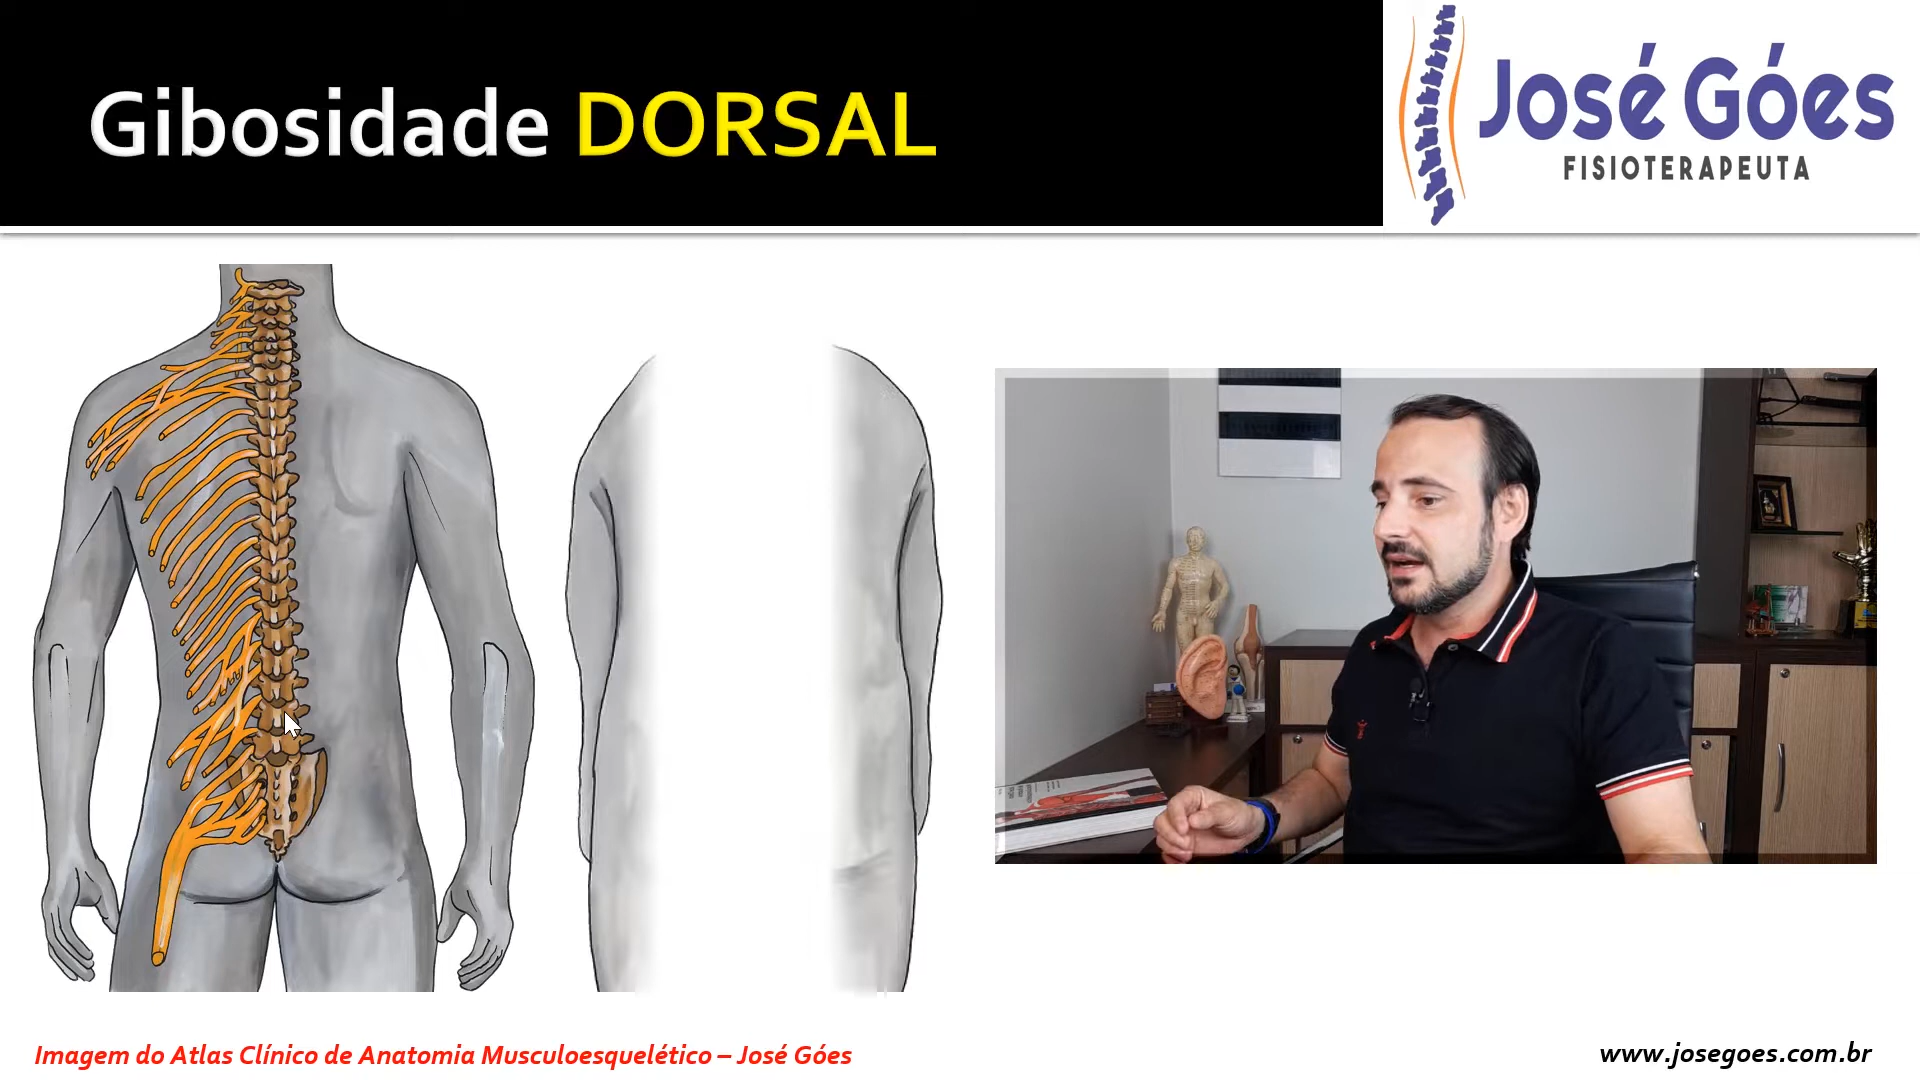 Gibosidade DORSAL
José Góes
FISIOTERAPEUTA
Imagem do Atlas Clínico de Anatomia Musculoesquelético – José Góes
www.josegoes.com.br